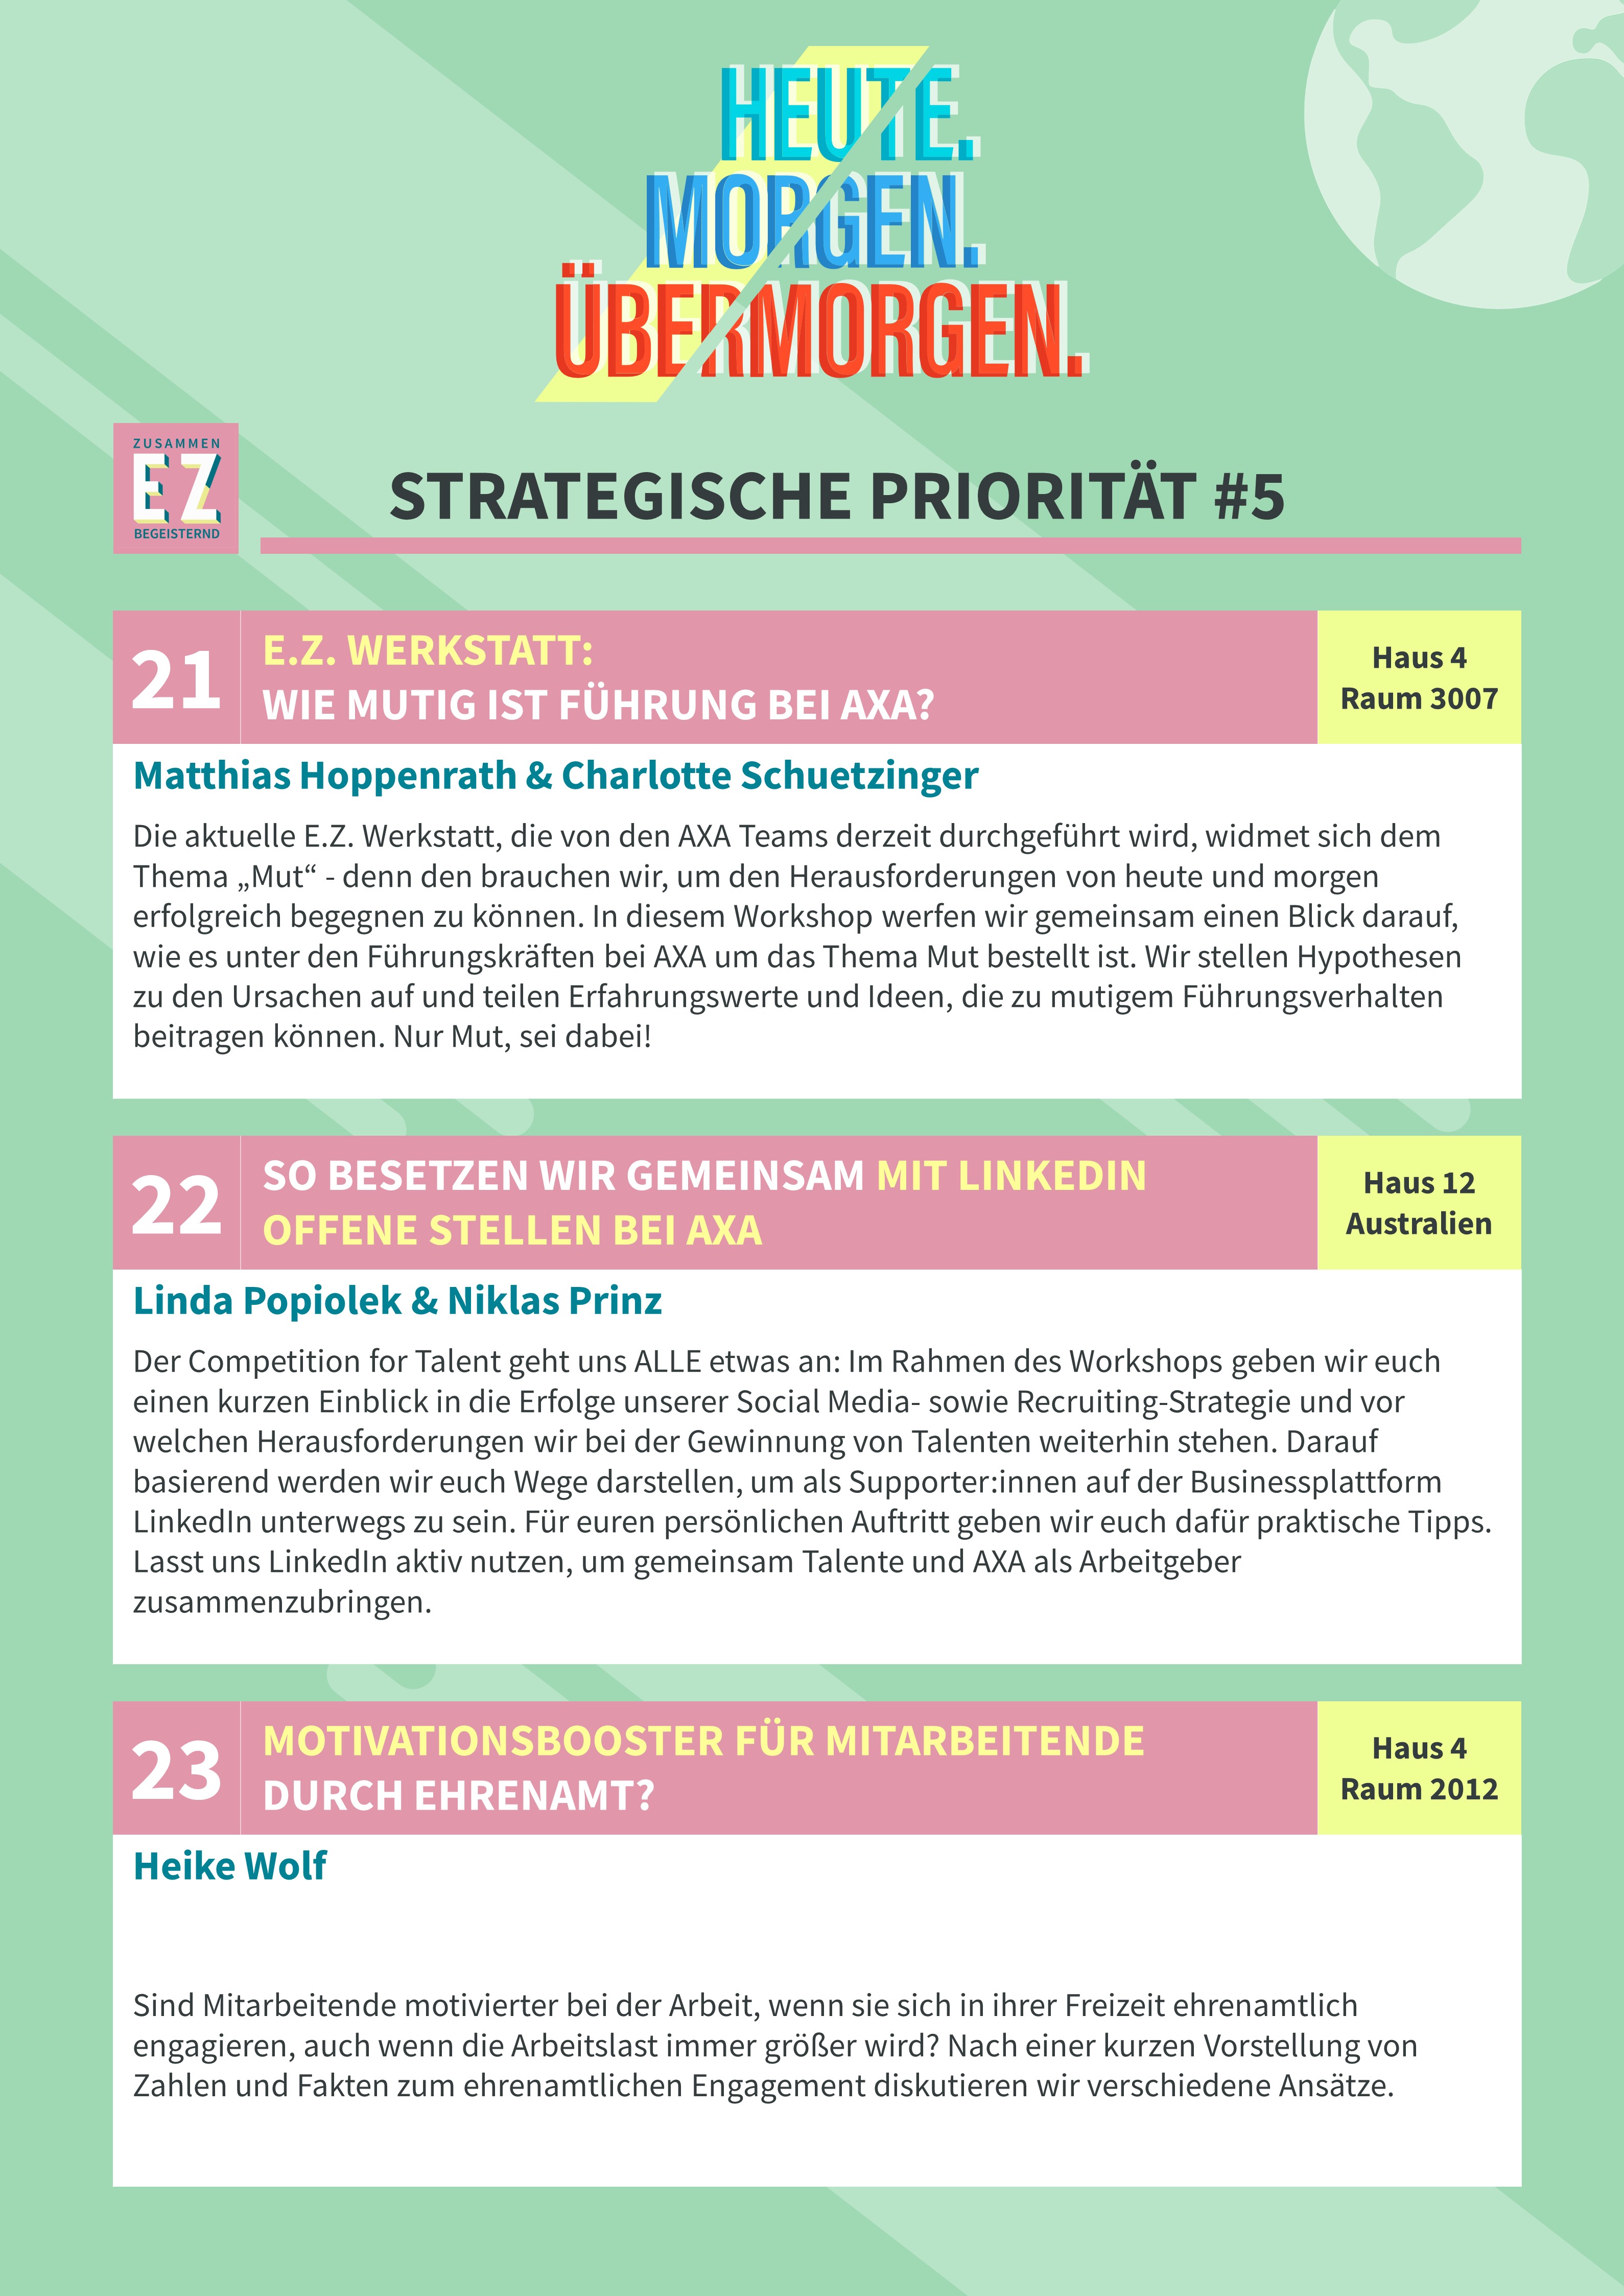 HEUTE.
MORGEN.
ÜBERMORGEN.
ZUSAMMEN
EZ
BEGEISTERND
STRATEGISCHE PRIORITÄT #5
21
E.Z. WERKSTATT:
WIE MUTIG IST FÜHRUNG BEI AXA?
Haus 4
Raum 3007
Matthias Hoppenrath & Charlotte Schuetzinger
Die aktuelle E.Z. Werkstatt, die von den AXA Teams derzeit durchgeführt wird, widmet sich dem
Thema „Mut“ - denn den brauchen wir, um den Herausforderungen von heute und morgen
erfolgreich begegnen zu können. In diesem Workshop werfen wir gemeinsam einen Blick darauf,
wie es unter den Führungskräften bei AXA um das Thema Mut bestellt ist. Wir stellen Hypothesen
zu den Ursachen auf und teilen Erfahrungswerte und Ideen, die zu mutigem Führungsverhalten
beitragen können. Nur Mut, sei dabei!
22
SO BESETZEN WIR GEMEINSAM MIT LINKEDIN
OFFENE STELLEN BEI AXA
Haus 12
Australien
Linda Popiolek & Niklas Prinz
Der Competition for Talent geht uns ALLE etwas an: Im Rahmen des Workshops geben wir euch
einen kurzen Einblick in die Erfolge unserer Social Media- sowie Recruiting-Strategie und vor
welchen Herausforderungen wir bei der Gewinnung von Talenten weiterhin stehen. Darauf
basierend werden wir euch Wege darstellen, um als Supporter:innen auf der Businessplattform
LinkedIn unterwegs zu sein. Für euren persönlichen Auftritt geben wir euch dafür praktische Tipps.
Lasst uns LinkedIn aktiv nutzen, um gemeinsam Talente und AXA als Arbeitgeber
zusammenzubringen.
23
MOTIVATIONSBOOSTER FÜR MITARBEITENDE
DURCH EHRENAMT?
Haus 4
Raum 2012
Heike Wolf
Sind Mitarbeitende motivierter bei der Arbeit, wenn sie sich in ihrer Freizeit ehrenamtlich
engagieren, auch wenn die Arbeitslast immer größer wird? Nach einer kurzen Vorstellung von
Zahlen und Fakten zum ehrenamtlichen Engagement diskutieren wir verschiedene Ansätze.